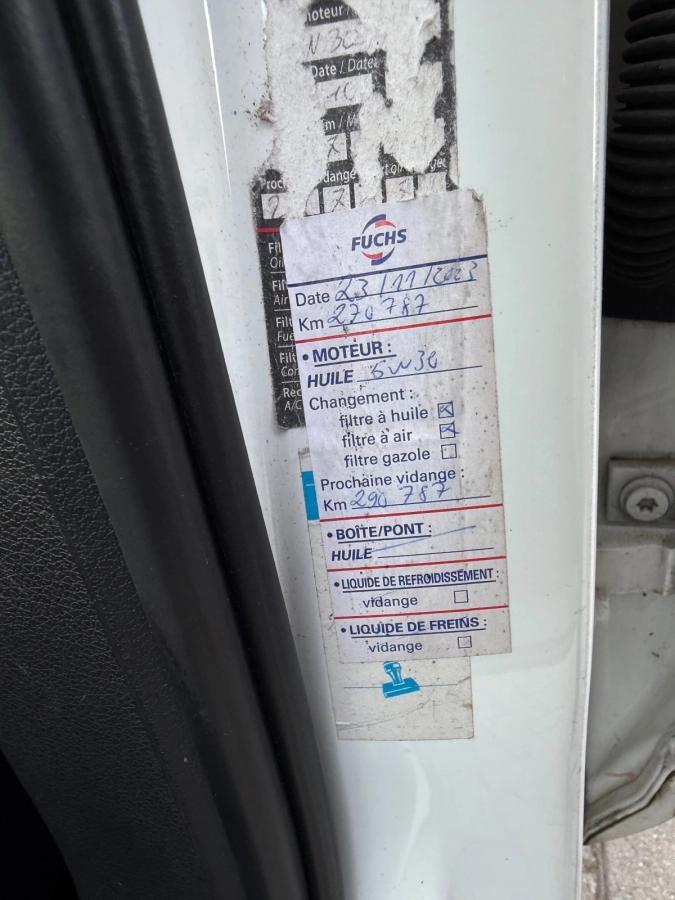 Date / Date
FUCHS
Date 23/11/2023
Km 270 787
• MOTEUR :
HUILE 5W30
Changement :
filtre à huile
filtre à air
filtre gazole
Prochaine vidange :
Km 290 787
• BOÎTE/PONT :
HUILE
• LIQUIDE DE REFROIDISSEMENT :
vidange
• LIQUIDE DE FREINS :
vidange